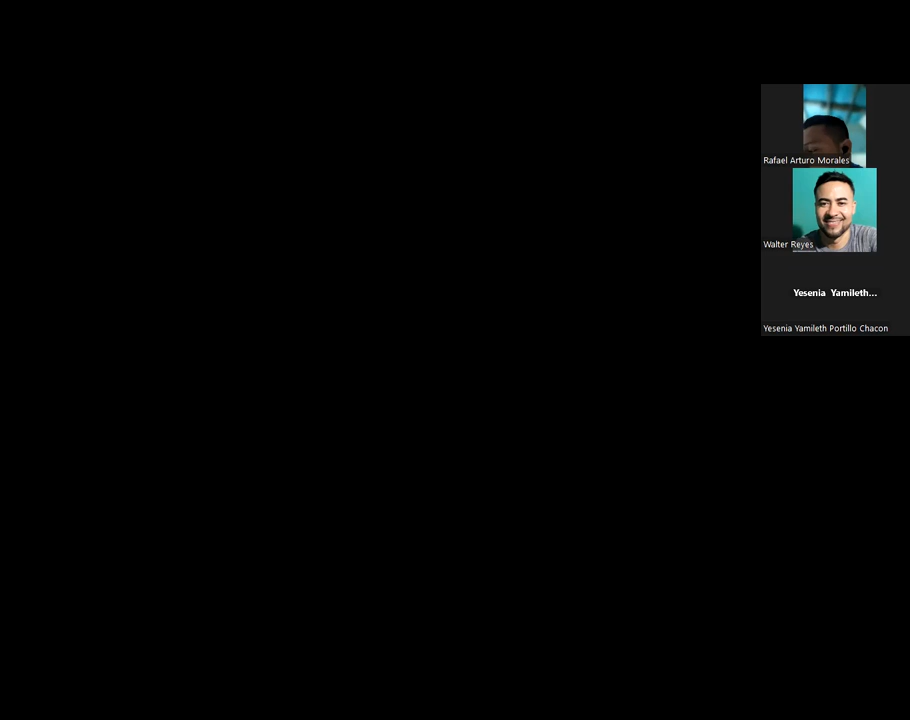 Rafael Arturo Morales
Walter Reyes
Yesenia Yamileth...
Yesenia Yamileth Portillo Chacon